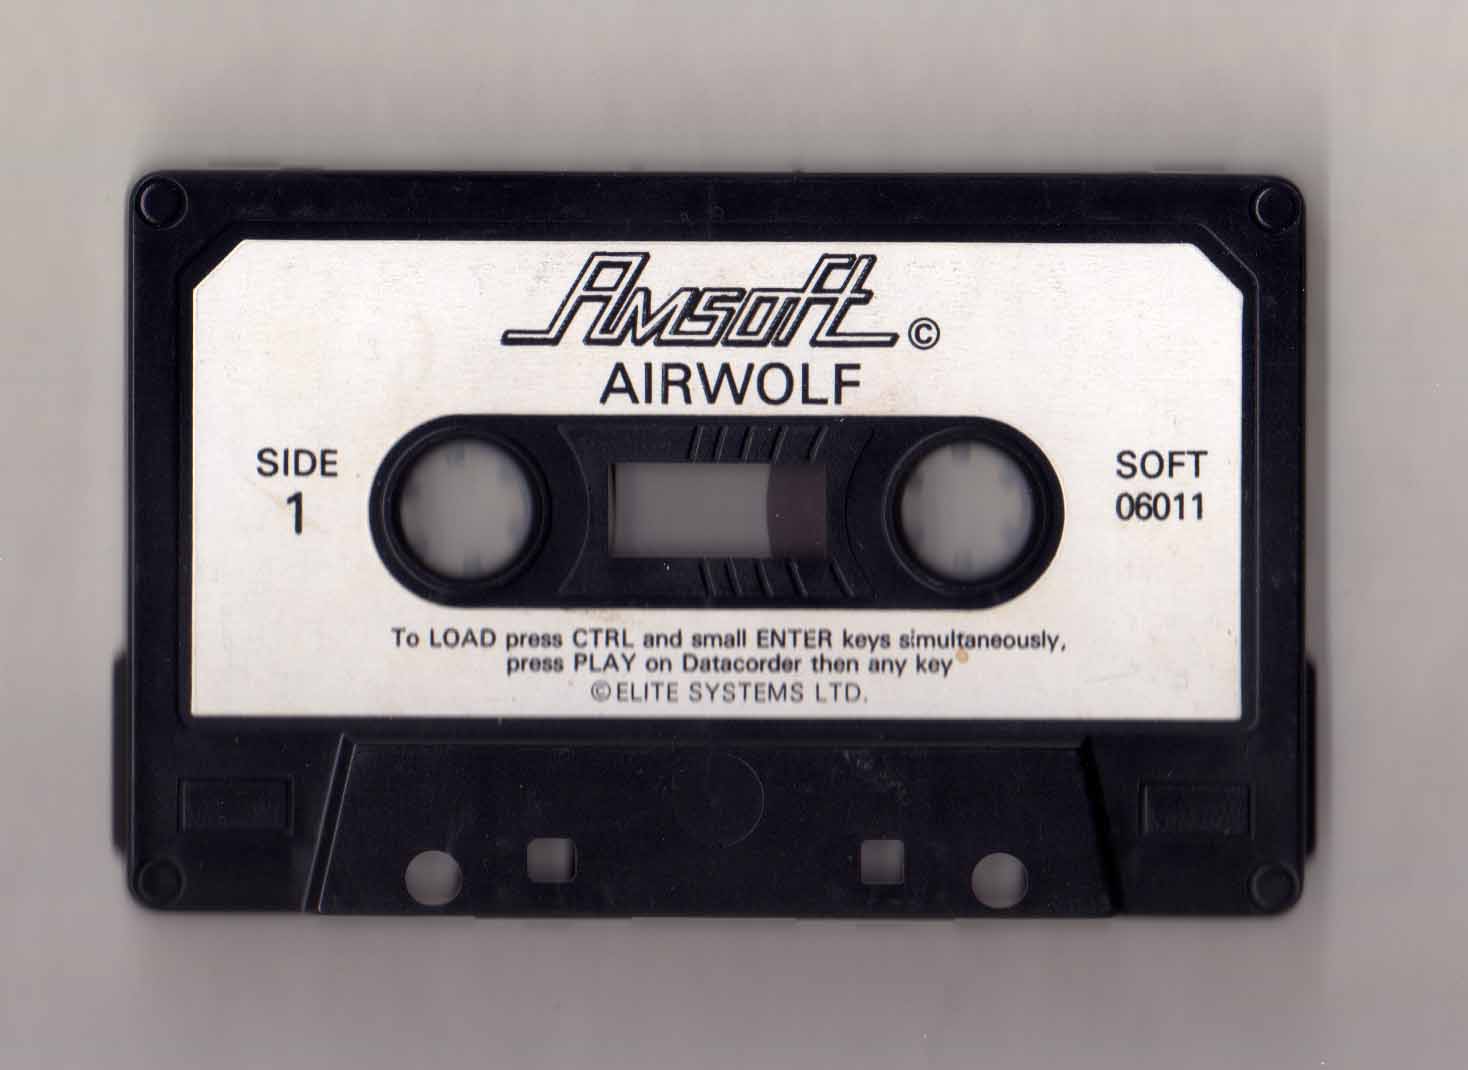 Amsoft ©
AIRWOLF
SIDE
1
SOFT
06011
To LOAD press CTRL and small ENTER keys simultaneously,
press PLAY on Datacorder then any key
©ELITE SYSTEMS LTD.